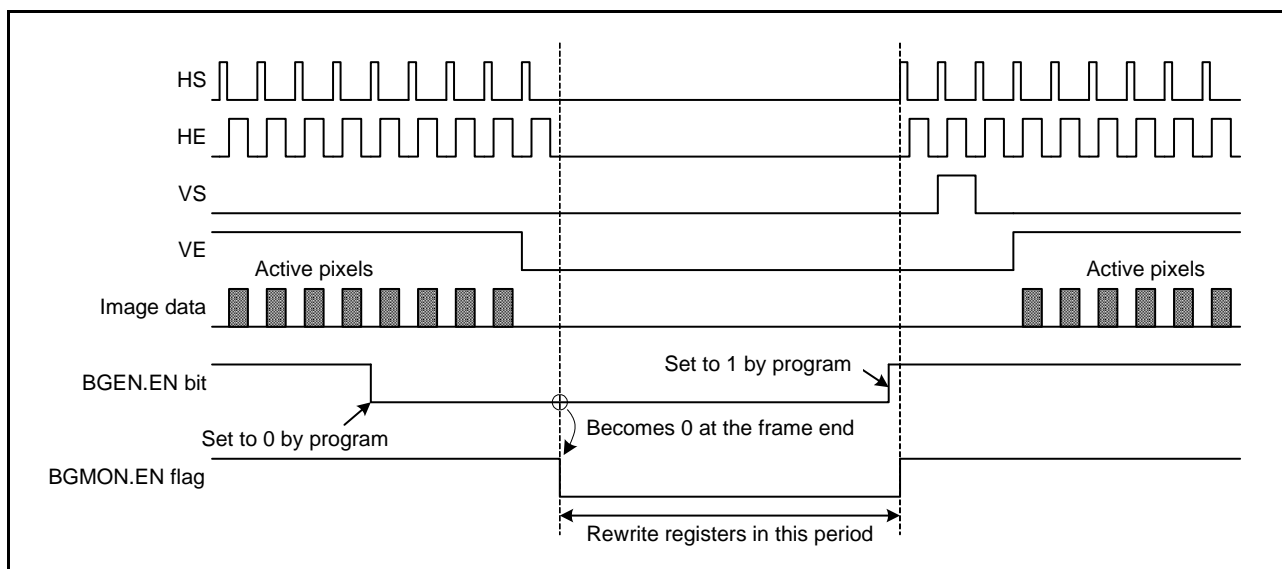 HS
HE
VS
VE
Active pixels
Active pixels
Image data
Set to 1 by program
BGEN.EN bit
Becomes 0 at the frame end
Set to 0 by program
BGMON.EN flag
Rewrite registers in this period